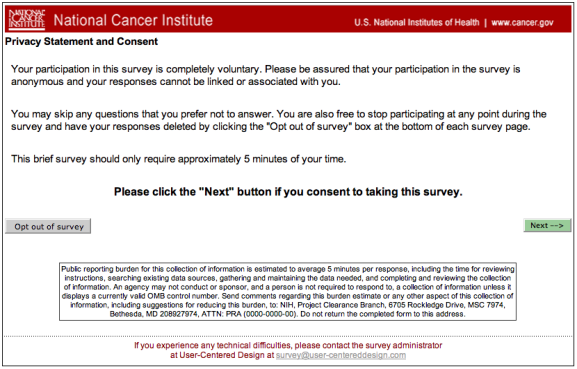 NATIONAL
CANCER
INSTITUTE
National Cancer Institute
U.S. National Institutes of Health | www.cancer.gov
Privacy Statement and Consent
Your participation in this survey is completely voluntary. Please be assured that your participation in the survey is
anonymous and your responses cannot be linked or associated with you.
You may skip any questions that you prefer not to answer. You are also free to stop participating at any point during the
survey and have your responses deleted by clicking the "Opt out of survey" box at the bottom of each survey page.
This brief survey should only require approximately 5 minutes of your time.
Please click the "Next" button if you consent to taking this survey.
Opt out of survey
Next -->
Public reporting burden for this collection of information is estimated to average 5 minutes per response, including the time for reviewing
instructions, searching existing data sources, gathering and maintaining the data needed, and completing and reviewing the collection
of information. An agency may not conduct or sponsor, and a person is not required to respond to, a collection of information unless it
displays a currently valid OMB control number. Send comments regarding this burden estimate or any other aspect of this collection of
information, including suggestions for reducing this burden, to: NIH, Project Clearance Branch, 6705 Rockledge Drive, MSC 7974,
Bethesda, MD 208927974, ATTN: PRA (0000-0000-00). Do not return the completed form to this address.
If you experience any technical difficulties, please contact the survey administrator
at User-Centered Design at survey@user-centereddesign.com